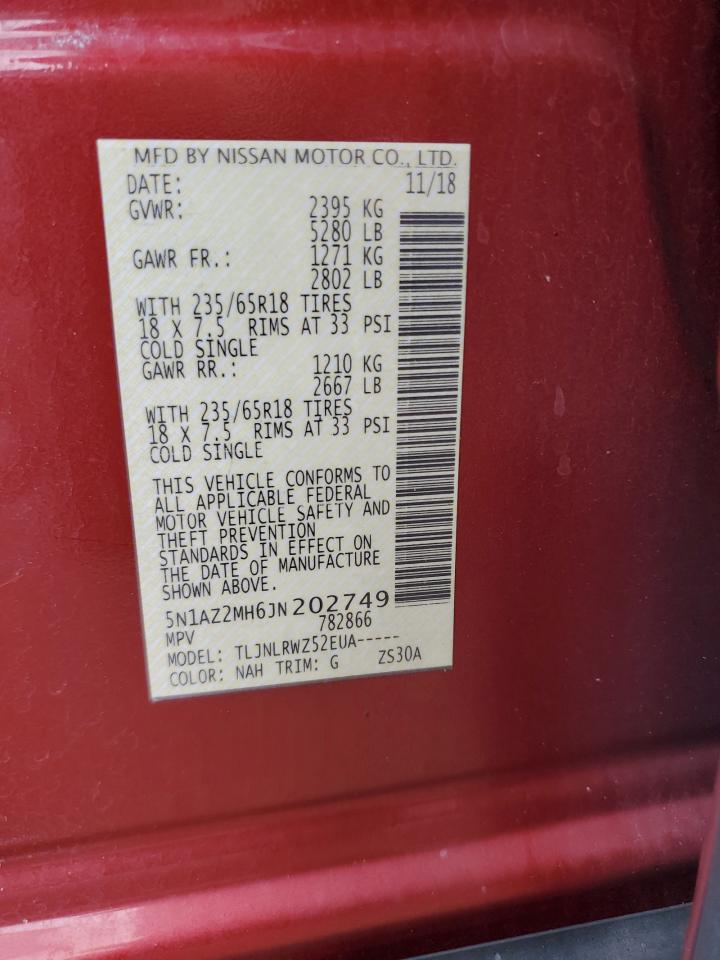 MFD BY NISSAN MOTOR CO., LTD.
DATE: 11/18
GVWR: 2395 KG
5280 LB
GAWR FR.: 1271 KG
2802 LB
WITH 235/65R18 TIRES
18 X 7.5 RIMS AT 33 PSI
COLD SINGLE
GAWR RR.: 1210 KG
2667 LB
WITH 235/65R18 TIRES
18 X 7.5 RIMS AT 33 PSI
COLD SINGLE
THIS VEHICLE CONFORMS TO
ALL APPLICABLE FEDERAL
MOTOR VEHICLE SAFETY AND
THEFT PREVENTION
STANDARDS IN EFFECT ON
THE DATE OF MANUFACTURE
SHOWN ABOVE.
5N1AZ2MH6JN202749
MPV 782866
MODEL: TLJNLRWZ52EUA-----
COLOR: NAH TRIM: G ZS30A